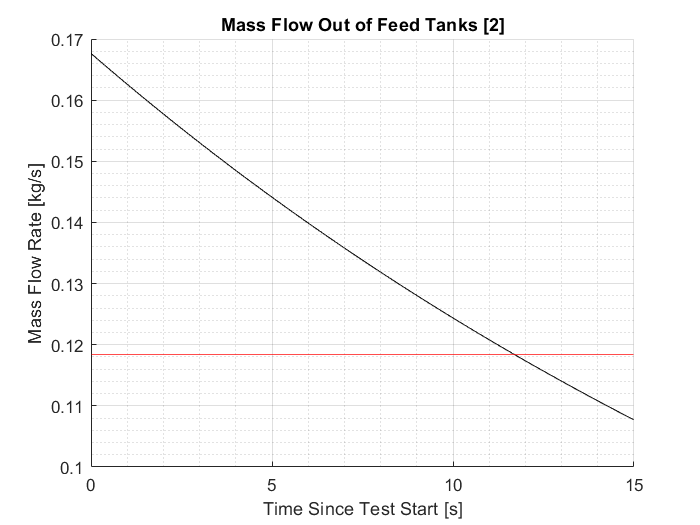 Mass Flow Out of Feed Tanks [2]
0.17
0.16
0.15
0.14
0.13
0.12
0.11
0.1
Mass Flow Rate [kg/s]
0 5 10 15
Time Since Test Start [s]